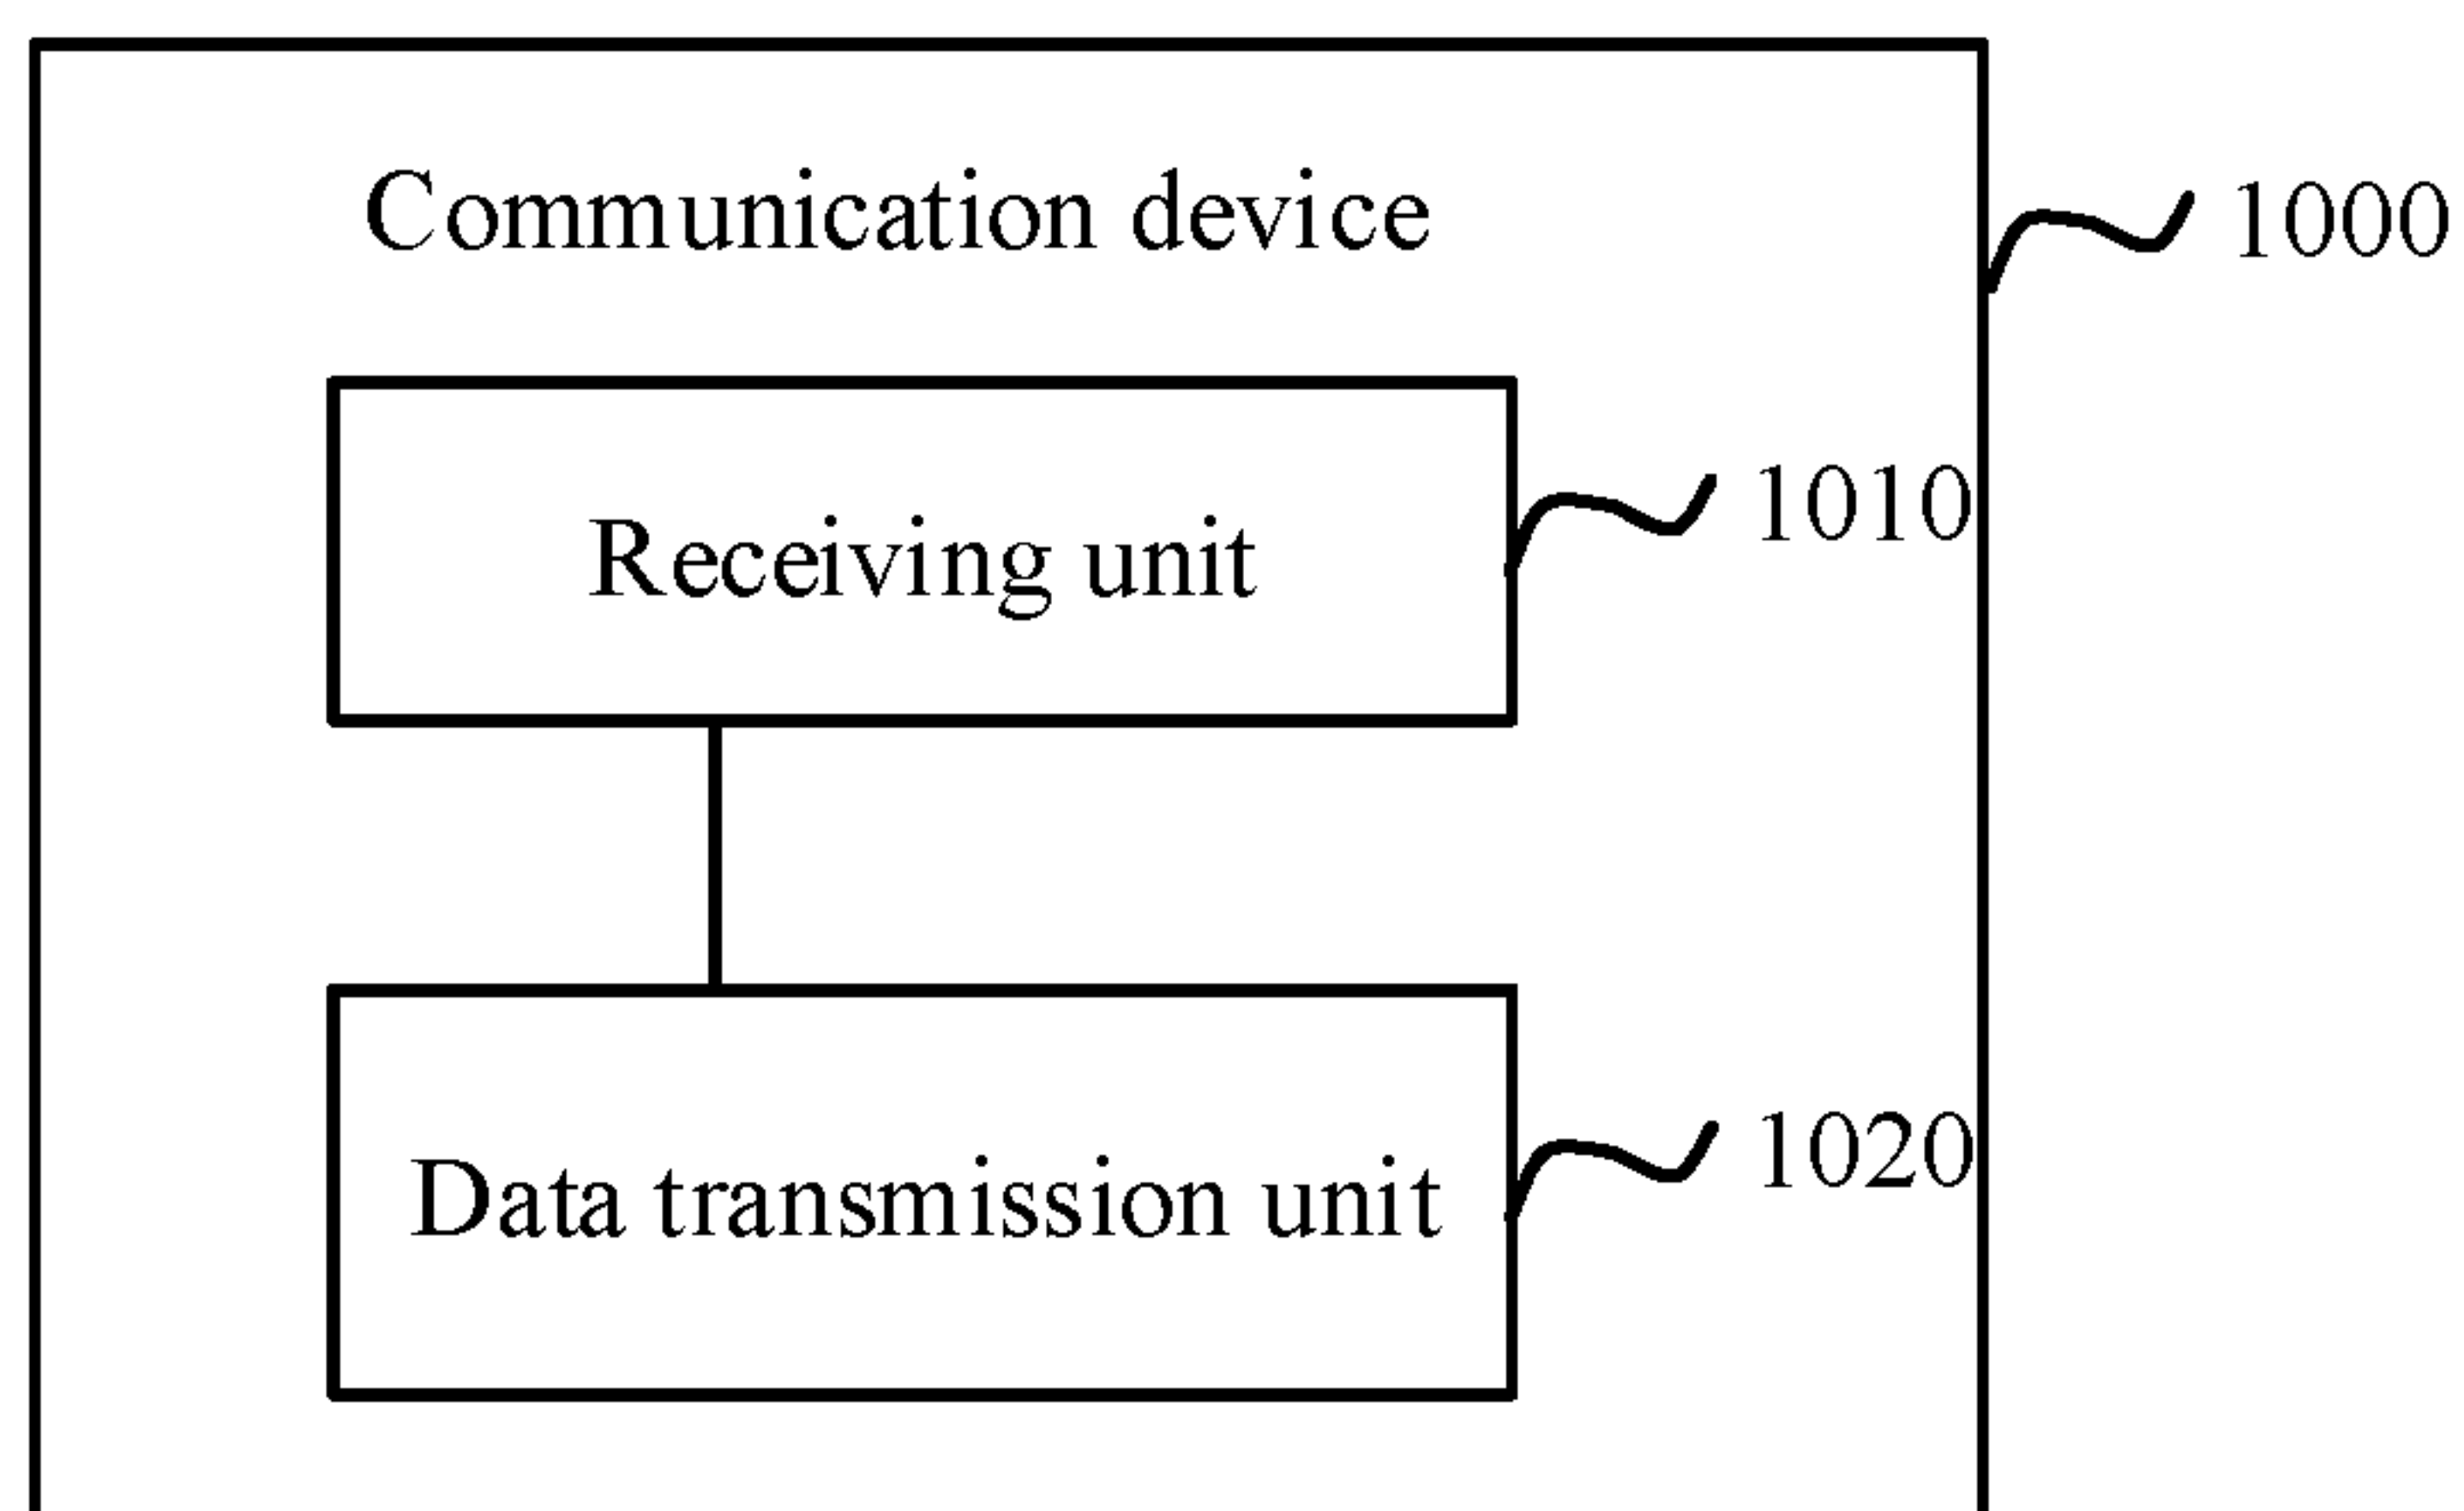 Communication device
1000
Receiving unit
1010
Data transmission unit
1020